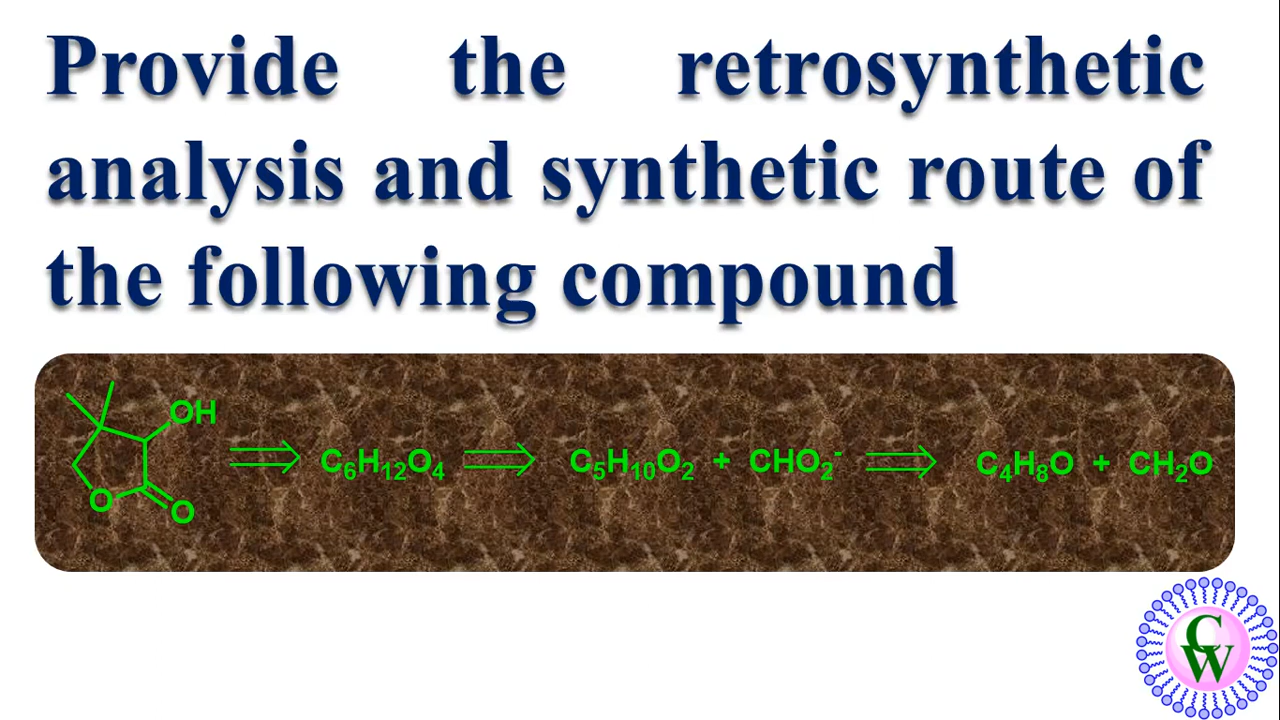 Provide the retrosynthetic
analysis and synthetic route of
the following compound
OH
O
O
⇒ C₆H₁₂O₄ ⇒ C₅H₁₀O₂ + CHO₂⁻ ⇒ C₄H₈O + CH₂O
CW